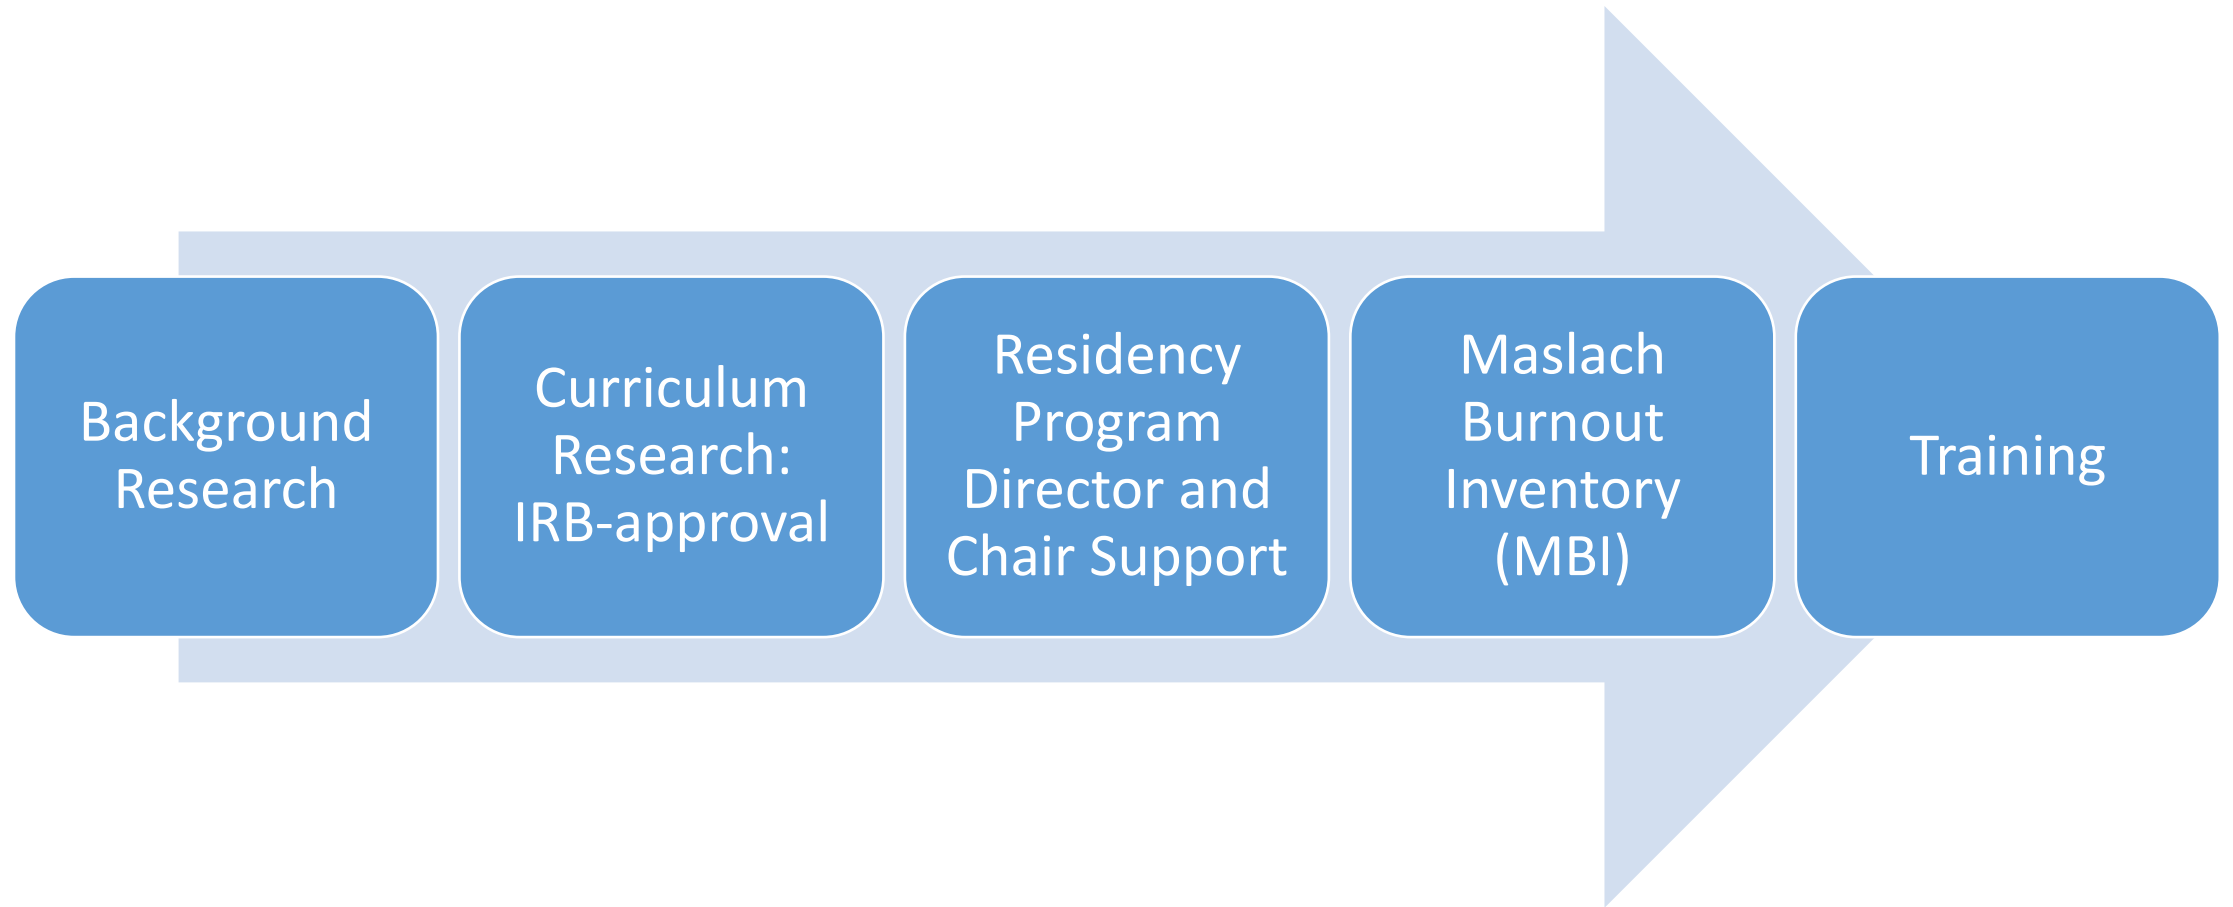 Background
Research
Curriculum
Research:
IRB-approval
Residency
Program
Director and
Chair Support
Maslach
Burnout
Inventory
(MBI)
Training